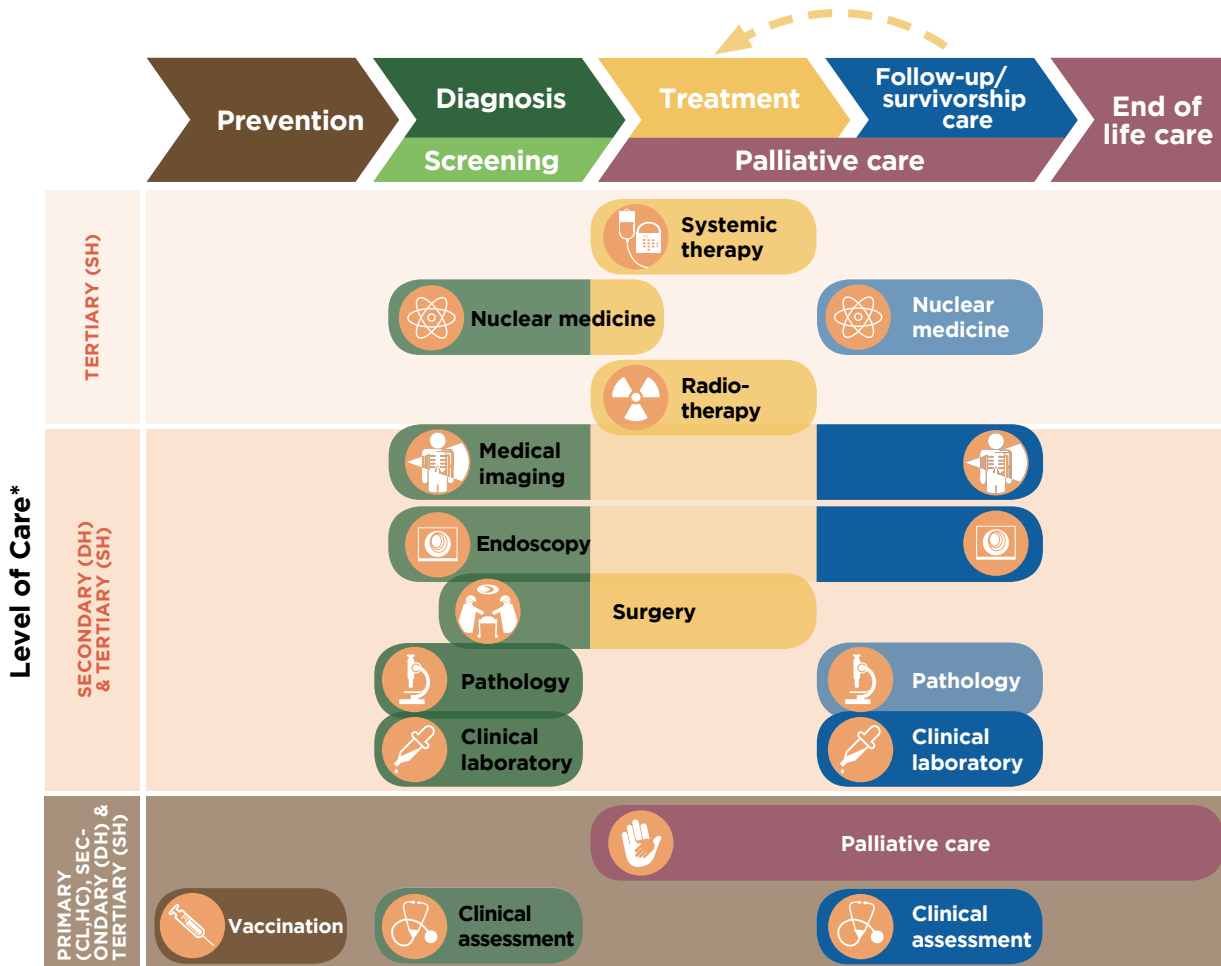 Prevention
Diagnosis
Screening
Treatment
Follow-up/
survivorship
care
Palliative care
End of
life care
Level of Care*
TERTIARY (SH)
Systemic
therapy
Nuclear medicine
Nuclear
medicine
Radio-
therapy
SECONDARY (DH)
& TERTIARY (SH)
Medical
imaging
Endoscopy
Surgery
Pathology
Pathology
Clinical
laboratory
Clinical
laboratory
PRIMARY
(CL,HC), SEC-
ONDARY (DH) &
TERTIARY (SH)
Palliative care
Vaccination
Clinical
assessment
Clinical
assessment